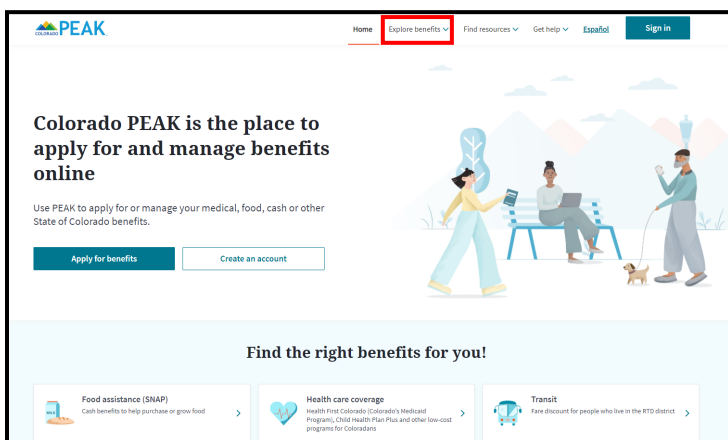 COLORADO PEAK
Home Explore benefits Find resources Get help Español Sign in
Colorado PEAK is the place to
apply for and manage benefits
online
Use PEAK to apply for or manage your medical, food, cash or other
State of Colorado benefits.
Apply for benefits Create an account
Find the right benefits for you!
Food assistance (SNAP)
Cash benefits to help purchase or grow food
Health care coverage
Health First Colorado (Colorado's Medicaid
Program), Child Health Plan Plus and other low-cost
programs for Coloradans
Transit
Fare discount for people who live in the RTD district